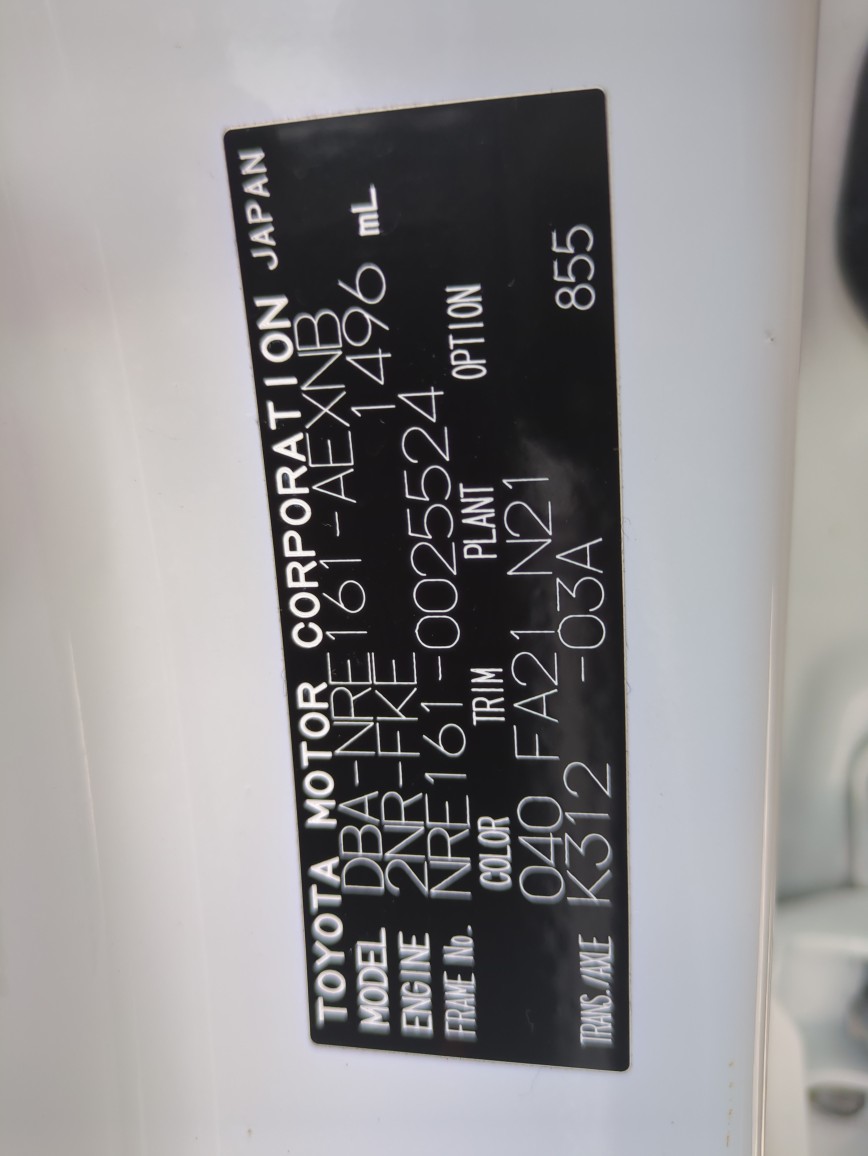 TOYOTA MOTOR CORPORATION JAPAN
MODEL DBA-NRE161-AEXNB
ENGINE 2NR-FKE 1496 mL
FRAME No. NRE161-0025524
COLOR TRIM PLANT OPTION
040 FA21 N21
TRANS./AXLE K312 -03A 855